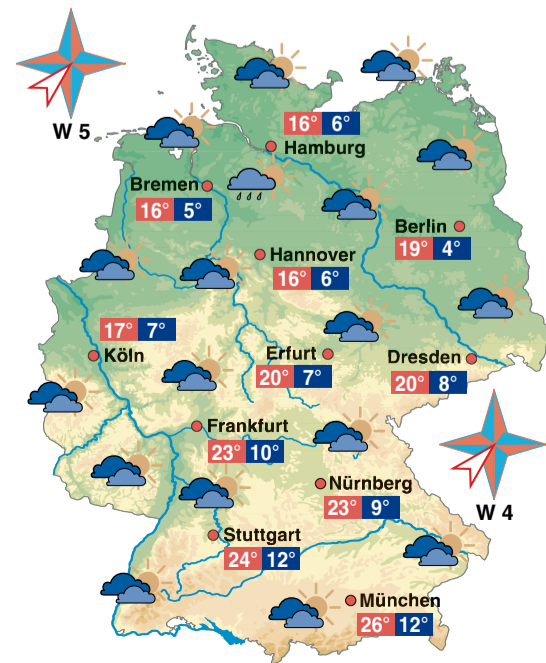 W 5
16° 6°
Hamburg
Bremen
16° 5°
Berlin
19° 4°
Hannover
16° 6°
17° 7°
Köln
Erfurt
20° 7°
Dresden
20° 8°
Frankfurt
23° 10°
Nürnberg
23° 9°
W 4
Stuttgart
24° 12°
München
26° 12°